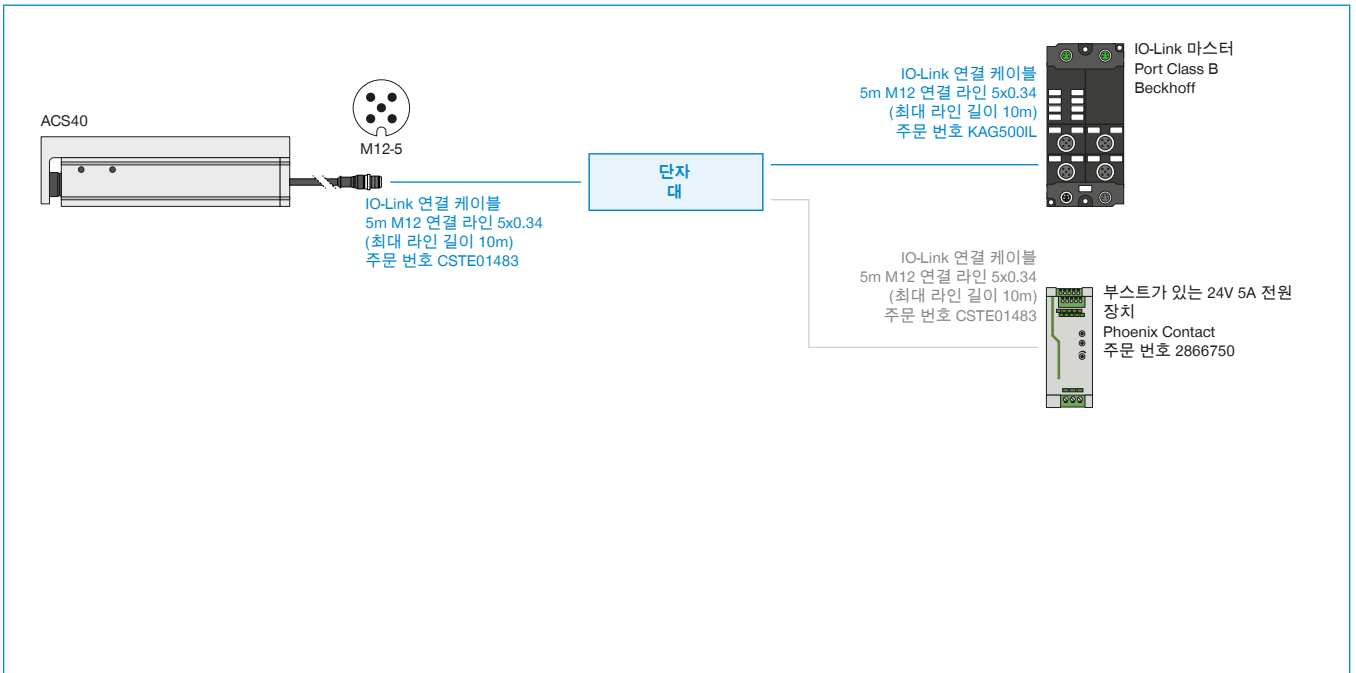 ACS40
M12-5
IO-Link 연결 케이블
5m M12 연결 라인 5x0.34
(최대 라인 길이 10m)
주문 번호 CSTE01483
단자
대
IO-Link 연결 케이블
5m M12 연결 라인 5x0.34
(최대 라인 길이 10m)
주문 번호 KAG500IL
IO-Link 마스터
Port Class B
Beckhoff
IO-Link 연결 케이블
5m M12 연결 라인 5x0.34
(최대 라인 길이 10m)
주문 번호 CSTE01483
부스트가 있는 24V 5A 전원
장치
Phoenix Contact
주문 번호 2866750